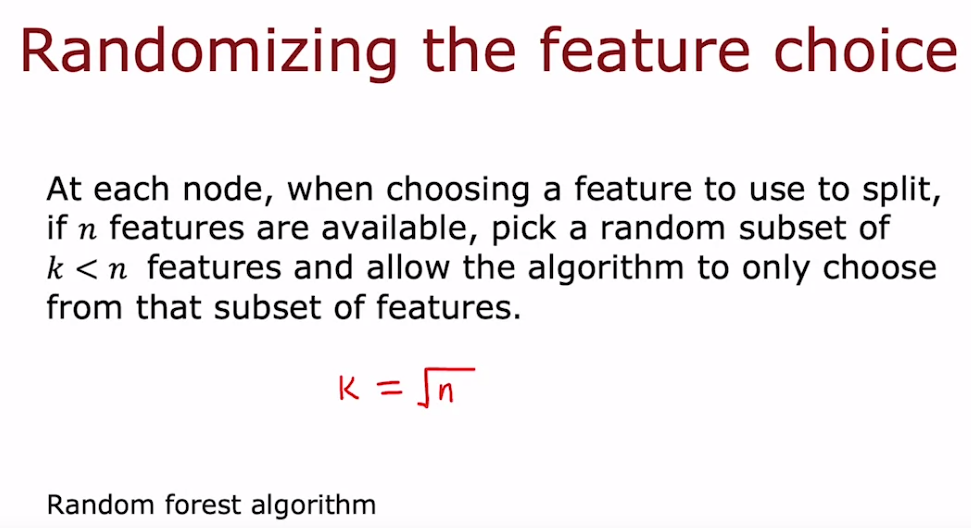 Randomizing the feature choice
At each node, when choosing a feature to use to split,
if n features are available, pick a random subset of
k < n features and allow the algorithm to only choose
from that subset of features.
K = √n
Random forest algorithm